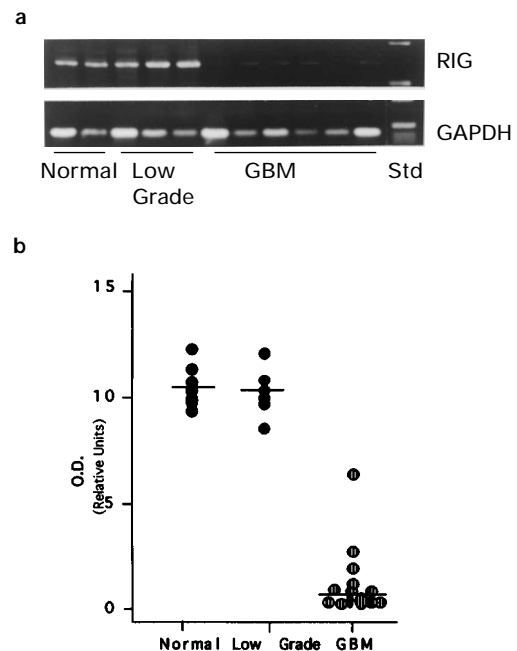 a
RIG
GAPDH
Normal Low GBM Std
Grade
b
15
10
5
0
O.D.
(Relative Units)
Normal Low Grade GBM